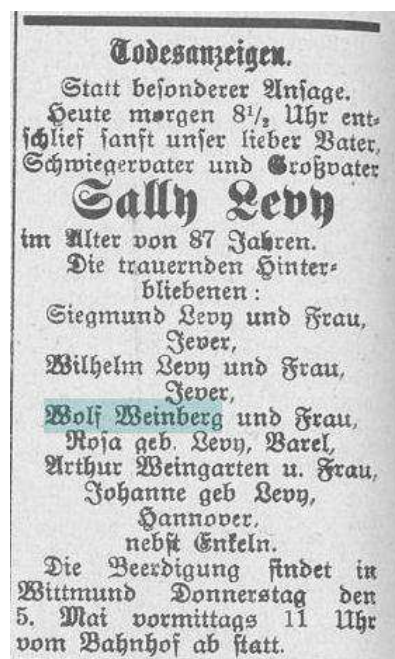 Todesanzeigen.
Statt besonderer Ansage.
Heute morgen 8½ Uhr ent-
schlief sanft unser lieber Vater,
Schwiegervater und Großvater
Sally Levy
im Alter von 87 Jahren.
Die trauernden Hinter-
bliebenen:
Siegmund Levy und Frau,
Jever,
Wilhelm Levy und Frau,
Jever,
Wolf Weinberg und Frau,
Rosa geb. Levy, Varel,
Arthur Weingarten u. Frau,
Johanne geb Levy,
Hannover,
nebst Enkeln.
Die Beerdigung findet in
Wittmund Donnerstag den
5. Mai vormittags 11 Uhr
vom Bahnhof ab statt.